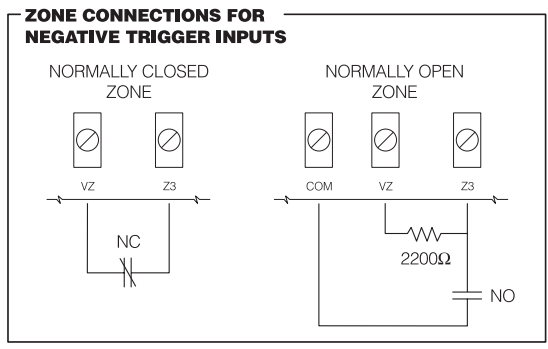 ZONE CONNECTIONS FOR
NEGATIVE TRIGGER INPUTS
NORMALLY CLOSED
ZONE
VZ Z3
NC
NORMALLY OPEN
ZONE
COM VZ Z3
2200Ω
NO